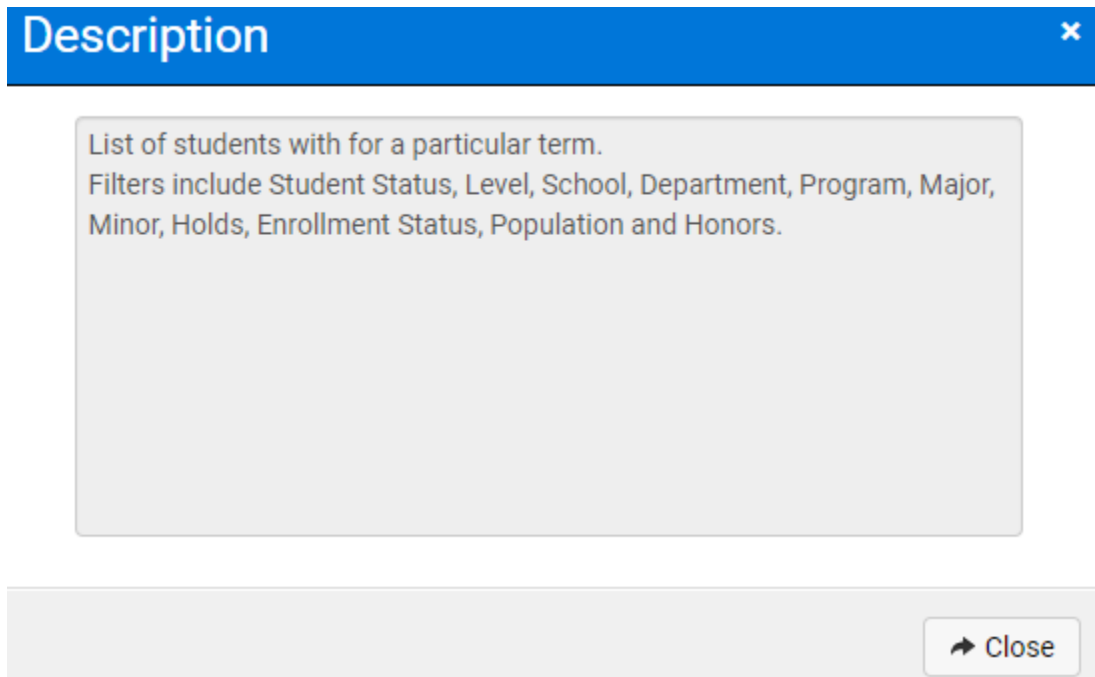 Description
List of students with for a particular term.
Filters include Student Status, Level, School, Department, Program, Major,
Minor, Holds, Enrollment Status, Population and Honors.
Close